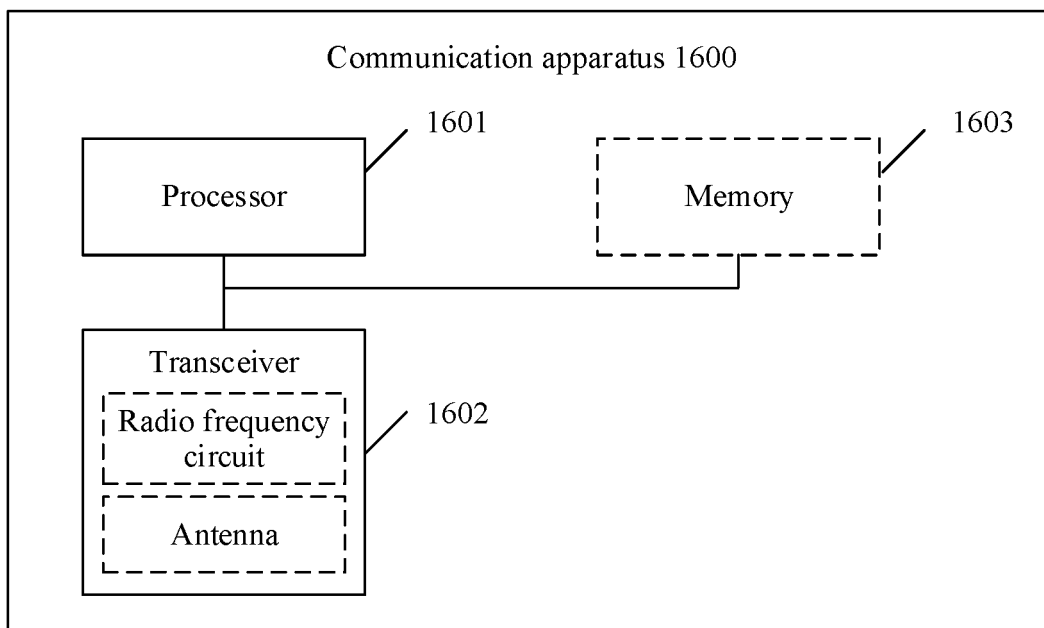 Communication apparatus 1600
1601
1603
Processor
Memory
Transceiver
1602
Radio frequency
circuit
Antenna